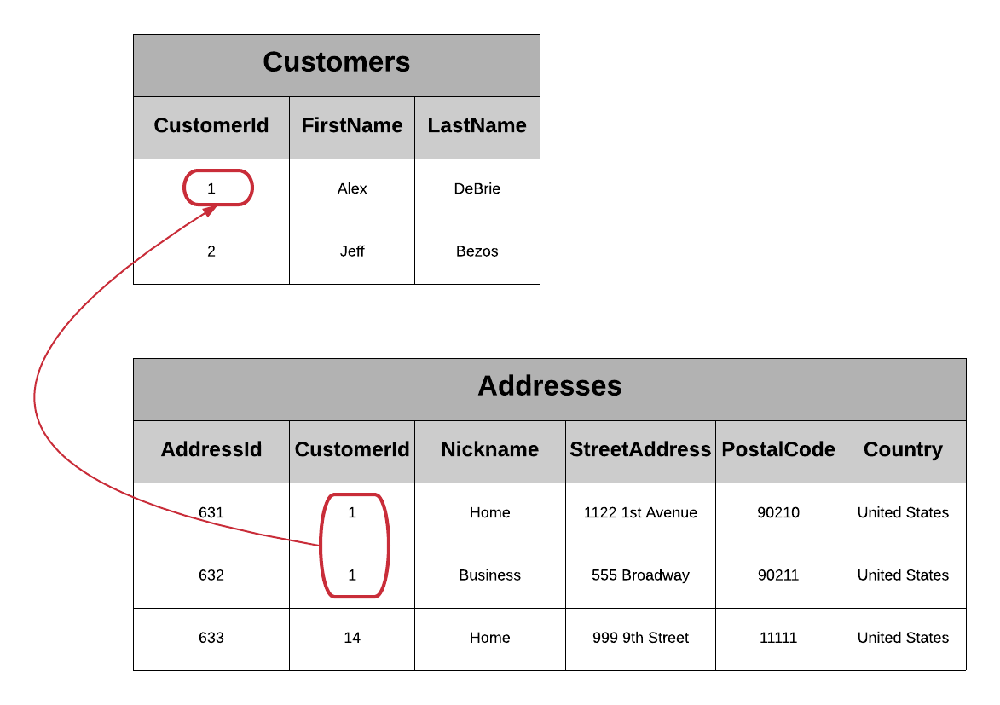 Customers
CustomerId FirstName LastName
1 Alex DeBrie
2 Jeff Bezos
Addresses
AddressId CustomerId Nickname StreetAddress PostalCode Country
631 1 Home 1122 1st Avenue 90210 United States
632 1 Business 555 Broadway 90211 United States
633 14 Home 999 9th Street 11111 United States